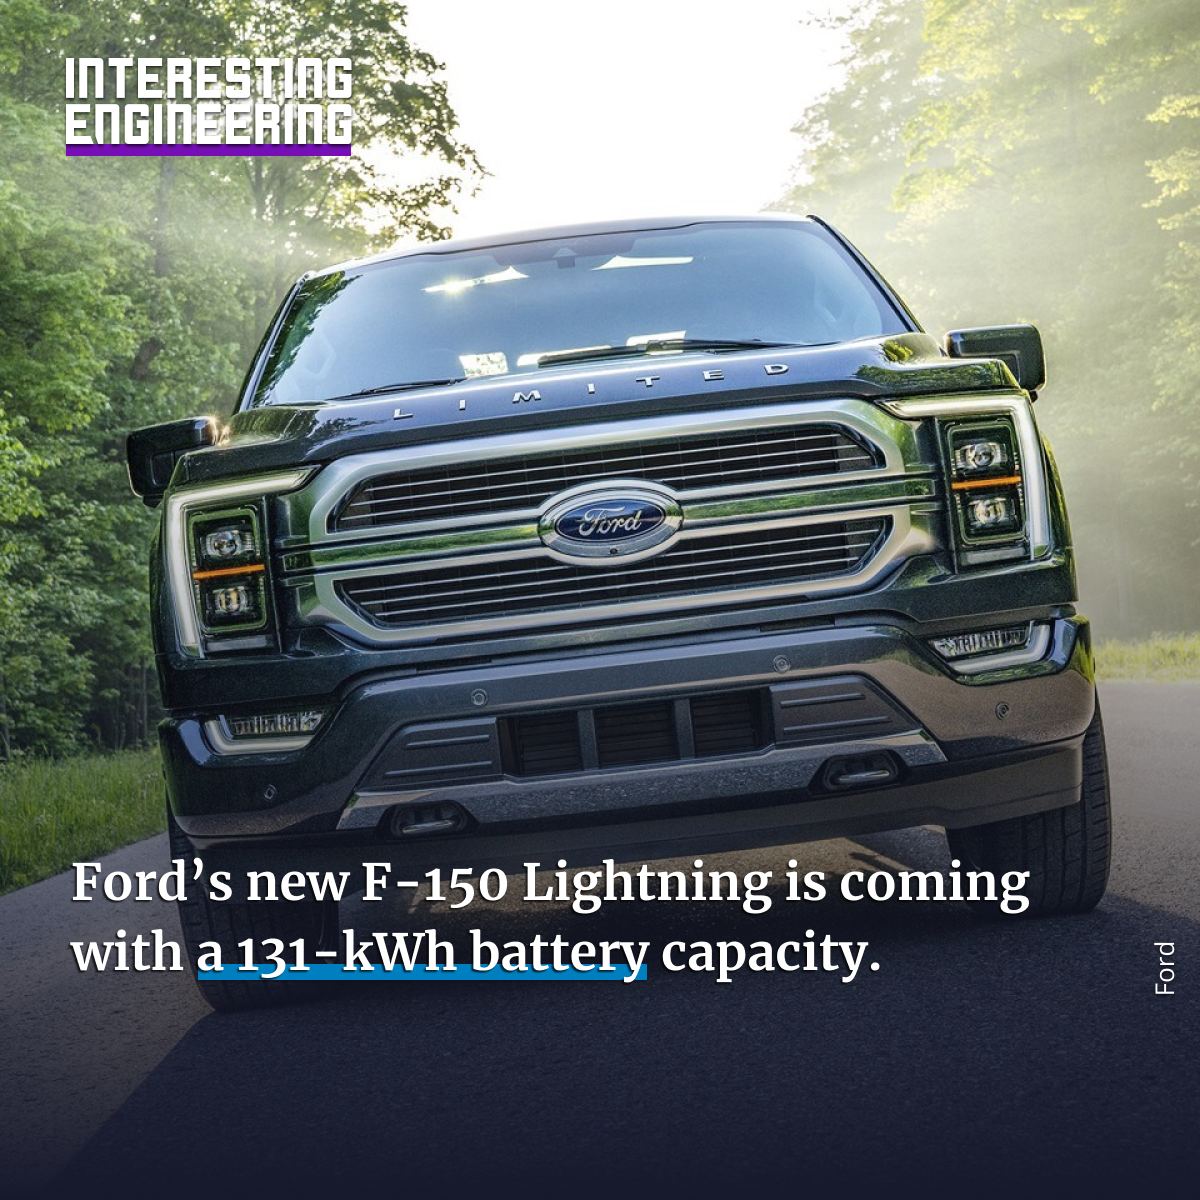 INTERESTING
ENGINEERING
LIMITED
Ford
Ford's new F-150 Lightning is coming
with a 131-kWh battery capacity.
Ford